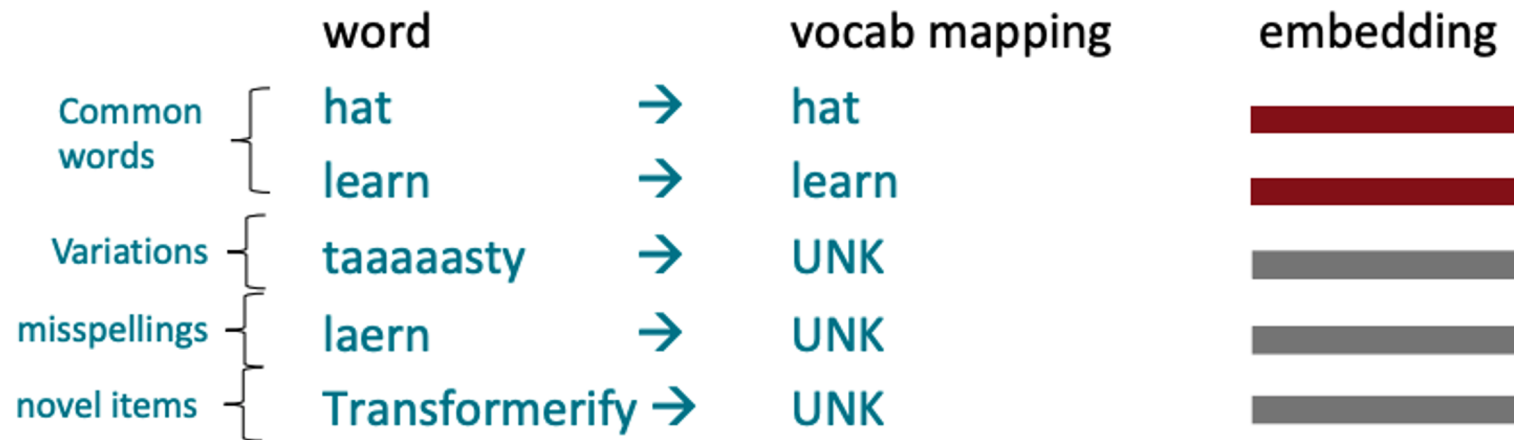 word vocab mapping embedding
Common
words
hat → hat
learn → learn
Variations taaaaasty → UNK
misspellings laern → UNK
novel items Transformerify → UNK